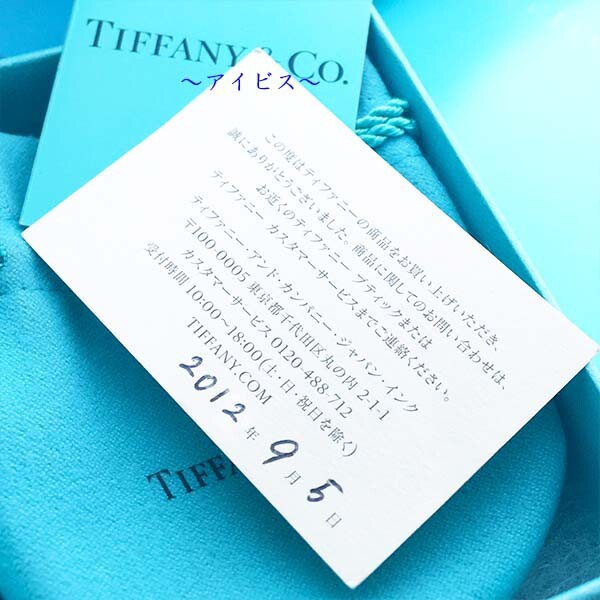 TIFFANY & CO.
～アイビス～
この度はティファニーの商品をお買い上げいただき、
誠にありがとうございました。商品に関してのお問い合わせは、
お近くのティファニー ブティックまたは
ティファニー カスタマーサービスまでご連絡ください。
ティファニー・アンド・カンパニー・ジャパン・インク
〒100-0005 東京都千代田区丸の内 2-1-1
カスタマーサービス 0120-488-712
受付時間 10:00~18:00(土・日・祝日を除く)
TIFFANY.COM
2012 年 9 月 5 日
TIFFA